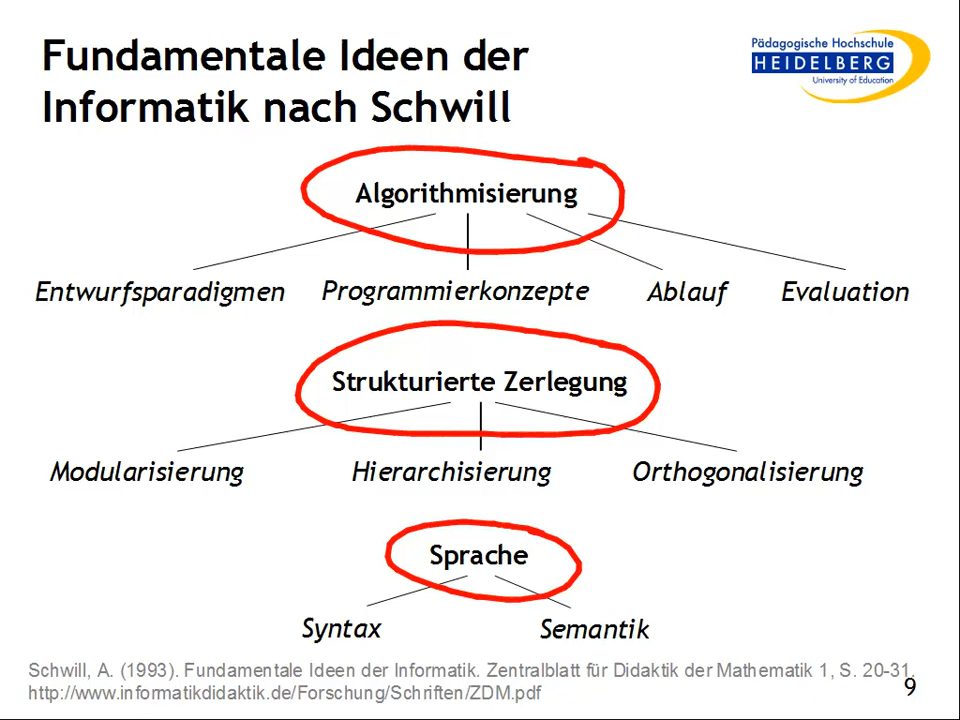 Fundamentale Ideen der
Informatik nach Schwill
Pädagogische Hochschule
HEIDELBERG
University of Education
Algorithmisierung
Entwurfsparadigmen Programmierkonzepte Ablauf Evaluation
Strukturierte Zerlegung
Modularisierung Hierarchisierung Orthogonalisierung
Sprache
Syntax Semantik
Schwill, A. (1993). Fundamentale Ideen der Informatik. Zentralblatt für Didaktik der Mathematik 1, S. 20-31.
http://www.informatikdidaktik.de/Forschung/Schriften/ZDM.pdf
9